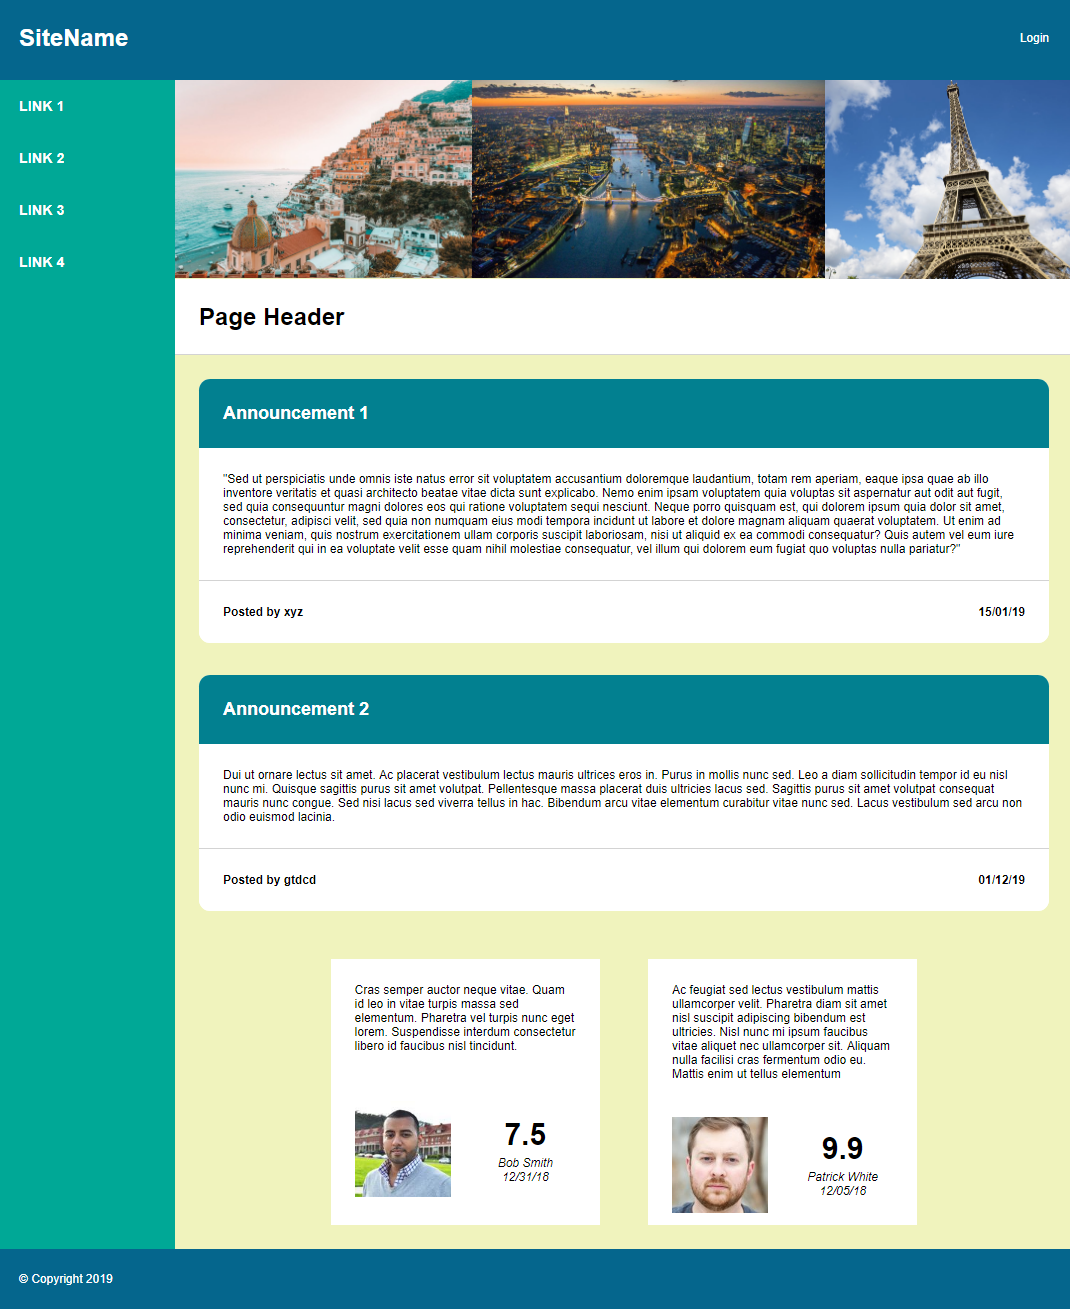 SiteName
Login
LINK 1
LINK 2
LINK 3
LINK 4
Page Header
Announcement 1
"Sed ut perspiciatis unde omnis iste natus error sit voluptatem accusantium doloremque laudantium, totam rem aperiam, eaque ipsa quae ab illo
inventore veritatis et quasi architecto beatae vitae dicta sunt explicabo. Nemo enim ipsam voluptatem quia voluptas sit aspernatur aut odit aut fugit,
sed quia consequuntur magni dolores eos qui ratione voluptatem sequi nesciunt. Neque porro quisquam est, qui dolorem ipsum quia dolor sit amet,
consectetur, adipisci velit, sed quia non numquam eius modi tempora incidunt ut labore et dolore magnam aliquam quaerat voluptatem. Ut enim ad
minima veniam, quis nostrum exercitationem ullam corporis suscipit laboriosam, nisi ut aliquid ex ea commodi consequatur? Quis autem vel eum iure
reprehenderit qui in ea voluptate velit esse quam nihil molestiae consequatur, vel illum qui dolorem eum fugiat quo voluptas nulla pariatur?"
Posted by xyz
15/01/19
Announcement 2
Dui ut ornare lectus sit amet. Ac placerat vestibulum lectus mauris ultrices eros in. Purus in mollis nunc sed. Leo a diam sollicitudin tempor id eu nisl
nunc mi. Quisque sagittis purus sit amet volutpat. Pellentesque massa placerat duis ultricies lacus sed. Sagittis purus sit amet volutpat consequat
mauris nunc congue. Sed nisi lacus sed viverra tellus in hac. Bibendum arcu vitae elementum curabitur vitae nunc sed. Lacus vestibulum sed arcu non
odio euismod lacinia.
Posted by gtdcd
01/12/19
Cras semper auctor neque vitae. Quam
id leo in vitae turpis massa sed
elementum. Pharetra vel turpis nunc eget
lorem. Suspendisse interdum consectetur
libero id faucibus nisl tincidunt.
7.5
Bob Smith
12/31/18
Ac feugiat sed lectus vestibulum mattis
ullamcorper velit. Pharetra diam sit amet
nisl suscipit adipiscing bibendum est
ultricies. Nisl nunc mi ipsum faucibus
vitae aliquet nec ullamcorper sit. Aliquam
nulla facilisi cras fermentum odio eu.
Mattis enim ut tellus elementum
9.9
Patrick White
12/05/18
© Copyright 2019